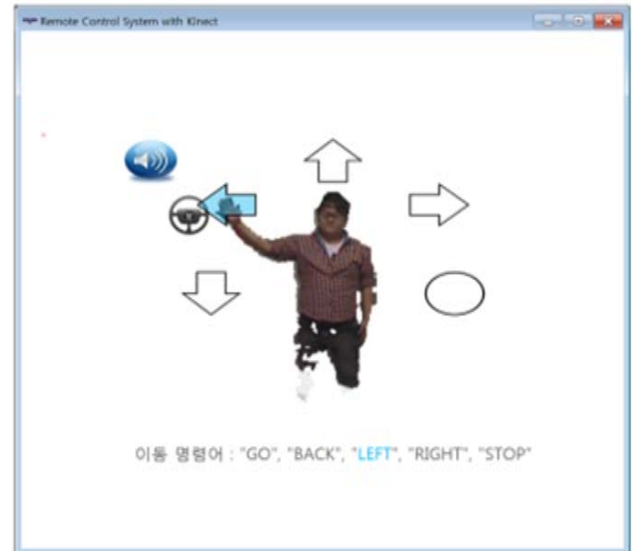 Remote Control System with Kinect
이동 명령어 : "GO", "BACK", "LEFT", "RIGHT", "STOP"